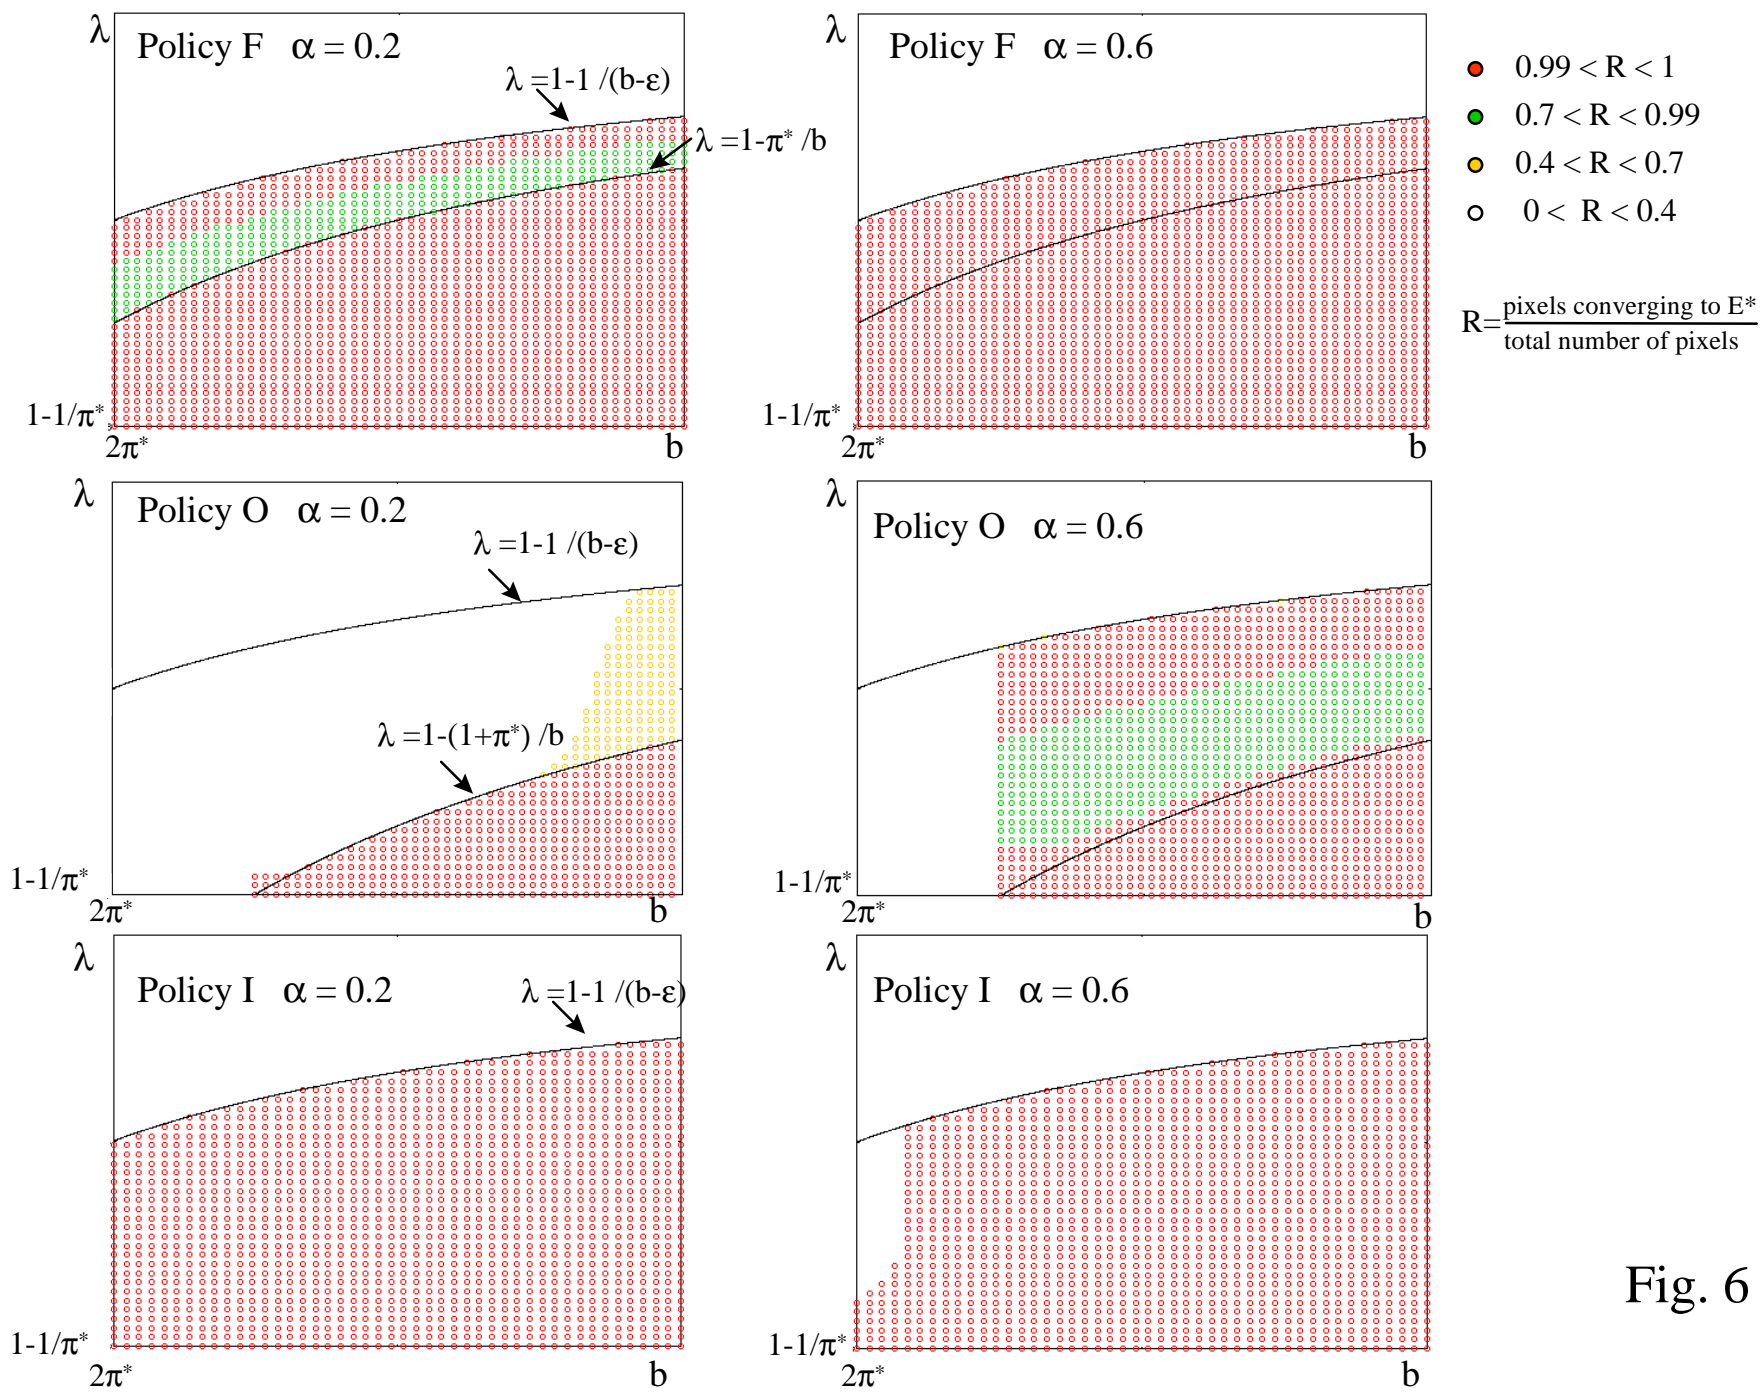 λ
Policy F α = 0.2
λ =1-1 /(b-ε)
λ =1-π* /b
1-1/π*
2π*
b
λ
Policy F α = 0.6
1-1/π*
2π*
b
0.99 < R < 1
0.7 < R < 0.99
0.4 < R < 0.7
0 < R < 0.4
R= pixels converging to E*
total number of pixels
λ
Policy O α = 0.2
λ =1-1 /(b-ε)
λ =1-(1+π*) /b
1-1/π*
2π*
b
λ
Policy O α = 0.6
1-1/π*
2π*
b
λ
Policy I α = 0.2
λ =1-1 /(b-ε)
1-1/π*
2π*
b
λ
Policy I α = 0.6
1-1/π*
2π*
b
Fig. 6